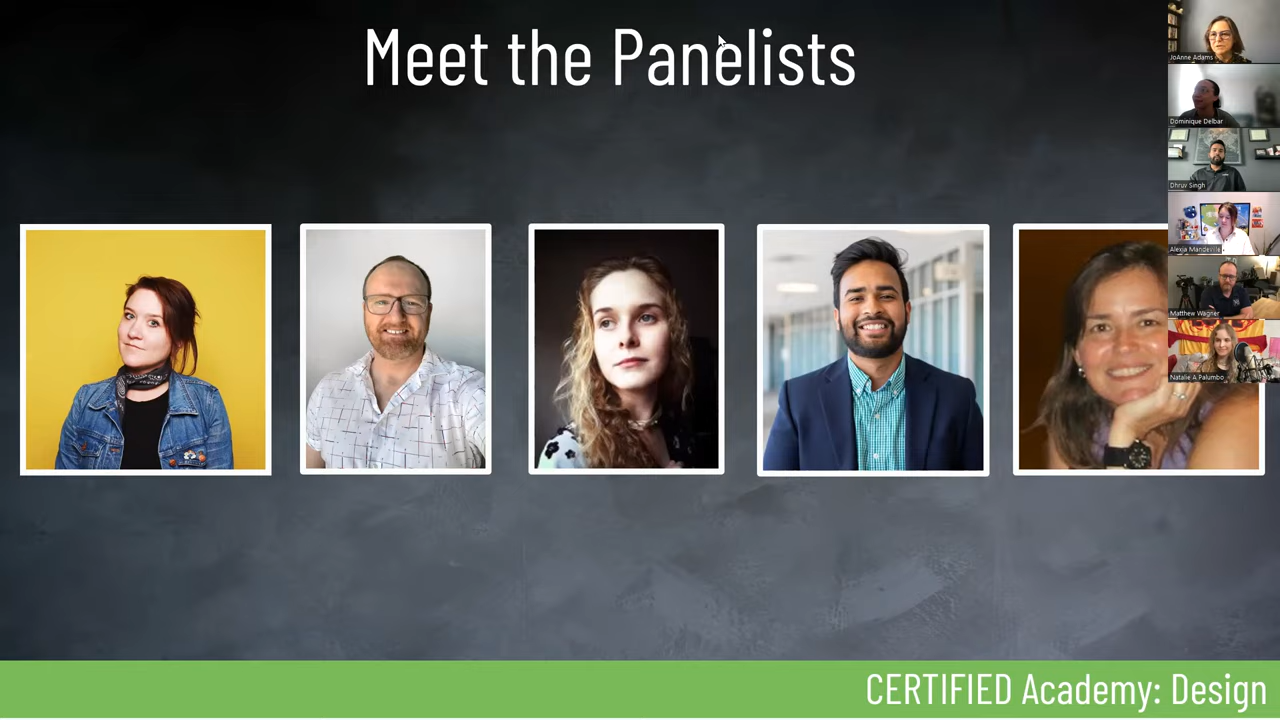 Meet the Panelists
JoAnne Adams
Dominique Delbar
Dhruv Singh
Alexia Mandeville
Matthew Wagner
Natalie A Palumbo
CERTIFIED Academy: Design